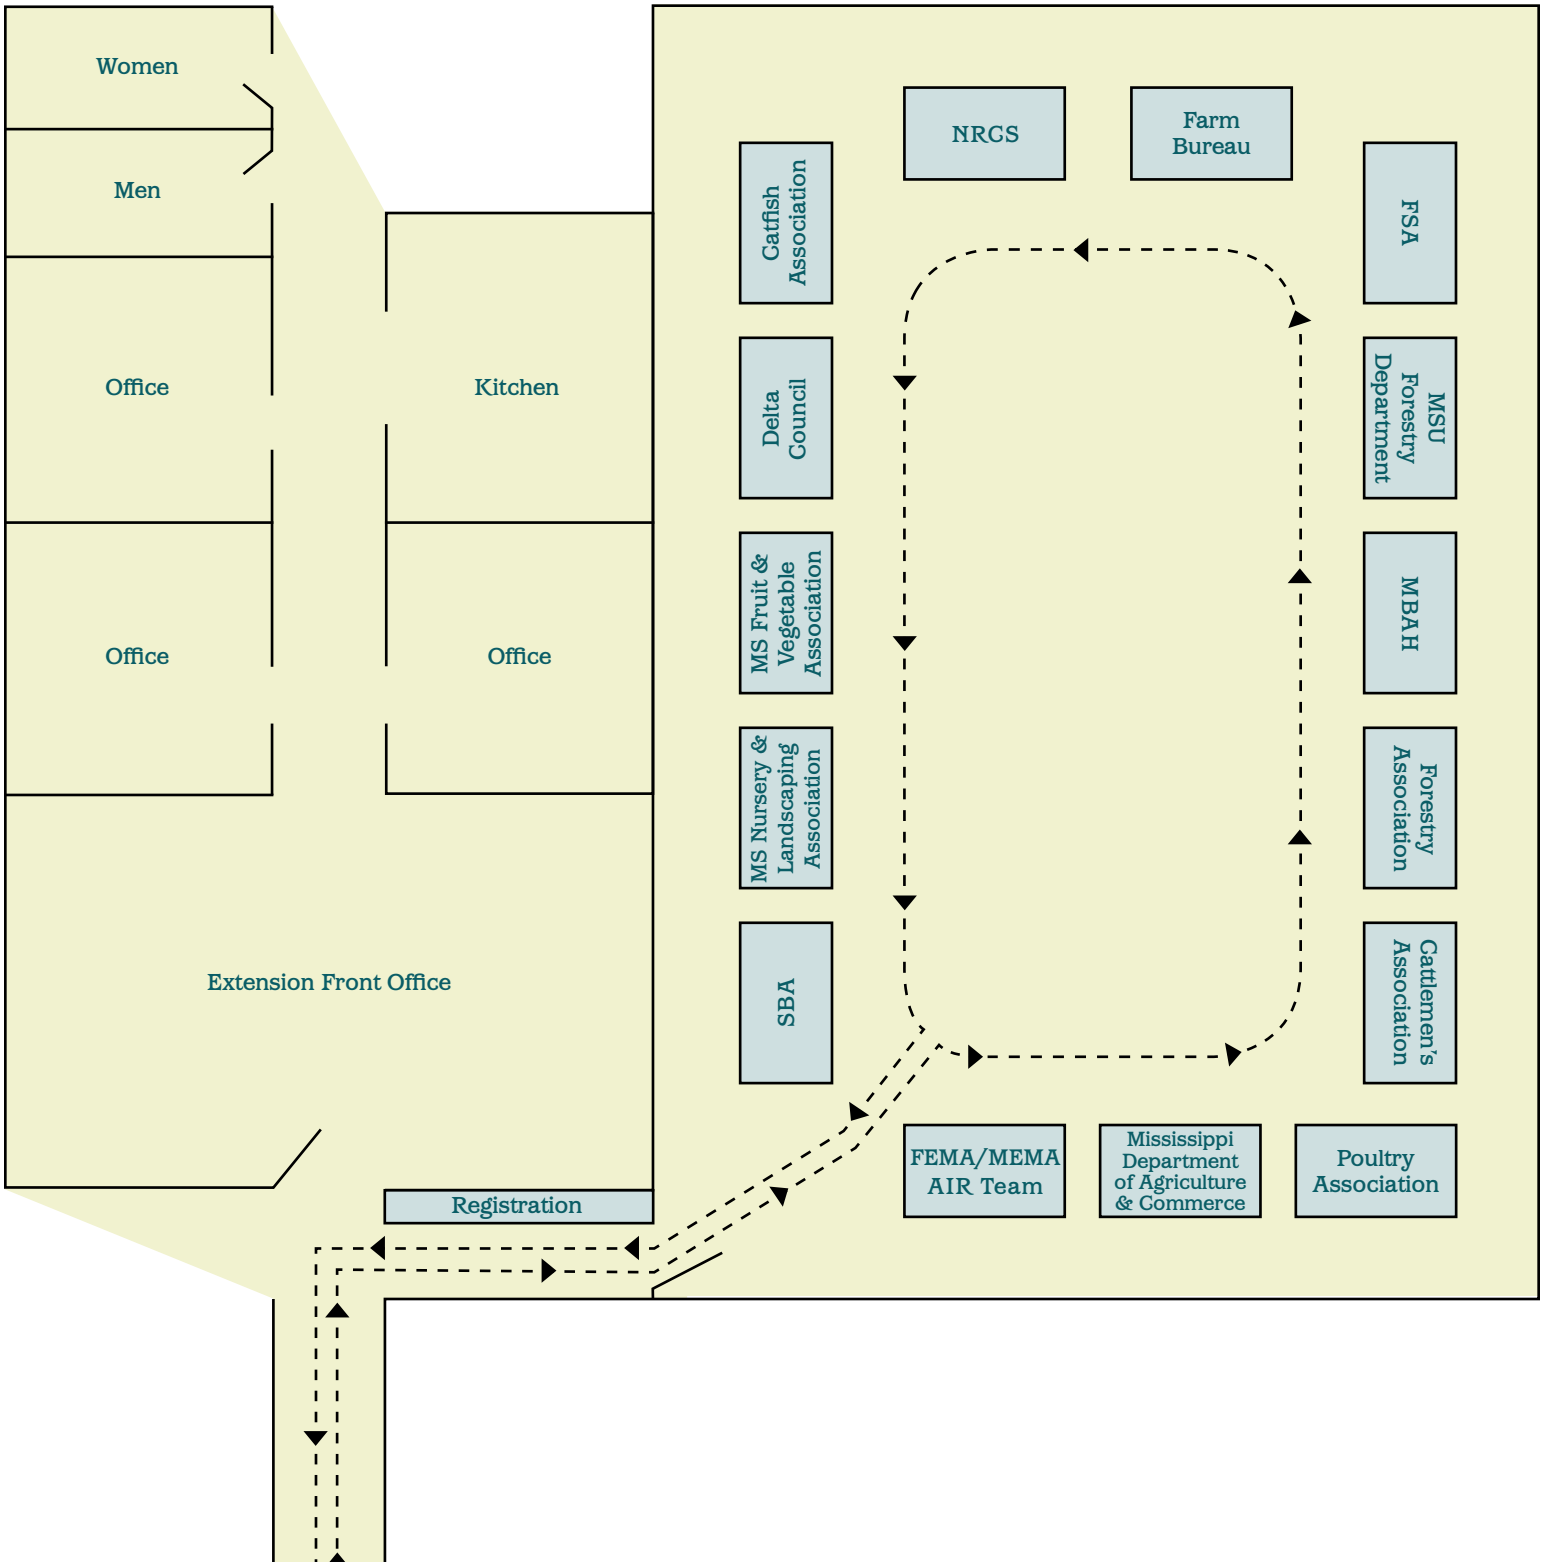 Women
Men
Office
Office
Kitchen
Office
Extension Front Office
Registration
NRCS
Farm
Bureau
Catfish
Association
Delta
Council
MS Fruit &
Vegetable
Association
MS Nursery &
Landscaping
Association
SBA
FSA
MSU
Forestry
Department
MBAH
Forestry
Association
Cattlemen's
Association
FEMA/MEMA
AIR Team
Mississippi
Department
of Agriculture
& Commerce
Poultry
Association